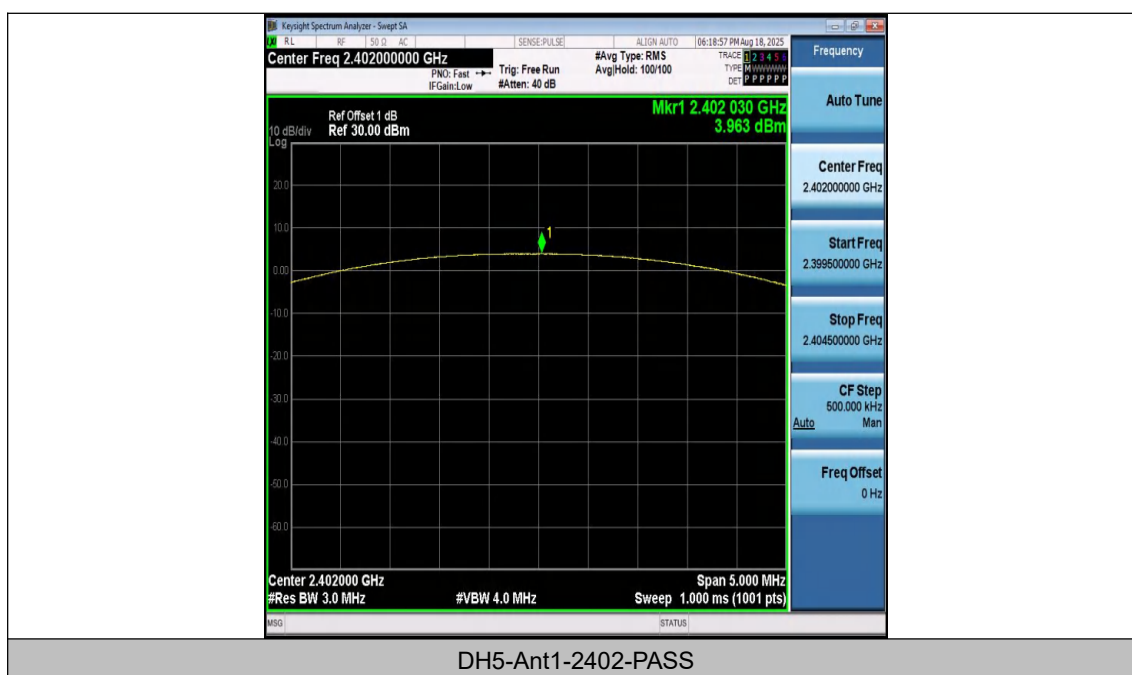 Keysight Spectrum Analyzer - Swept SA
LXI RL RF 50 Ω AC SENSE:PULSE ALIGN AUTO 06:18:57 PM Aug 18, 2025
Center Freq 2.402000000 GHz #Avg Type: RMS TRACE 1 2 3 4 5 6
PNO: Fast Trig: Free Run Avg|Hold: 100/100 TYPE M WWWWW
IFGain:Low #Atten: 40 dB DET P P P P P P
Mkr1 2.402 030 GHz
Ref Offset 1 dB
10 dB/div Ref 30.00 dBm 3.963 dBm
Log
20.0
10.0
1
0.00
-10.0
-20.0
-30.0
-40.0
-50.0
-60.0
Center 2.402000 GHz Span 5.000 MHz
#Res BW 3.0 MHz #VBW 4.0 MHz Sweep 1.000 ms (1001 pts)
MSG STATUS
Frequency
Auto Tune
Center Freq
2.402000000 GHz
Start Freq
2.399500000 GHz
Stop Freq
2.404500000 GHz
CF Step
500.000 kHz
Auto Man
Freq Offset
0 Hz
DH5-Ant1-2402-PASS